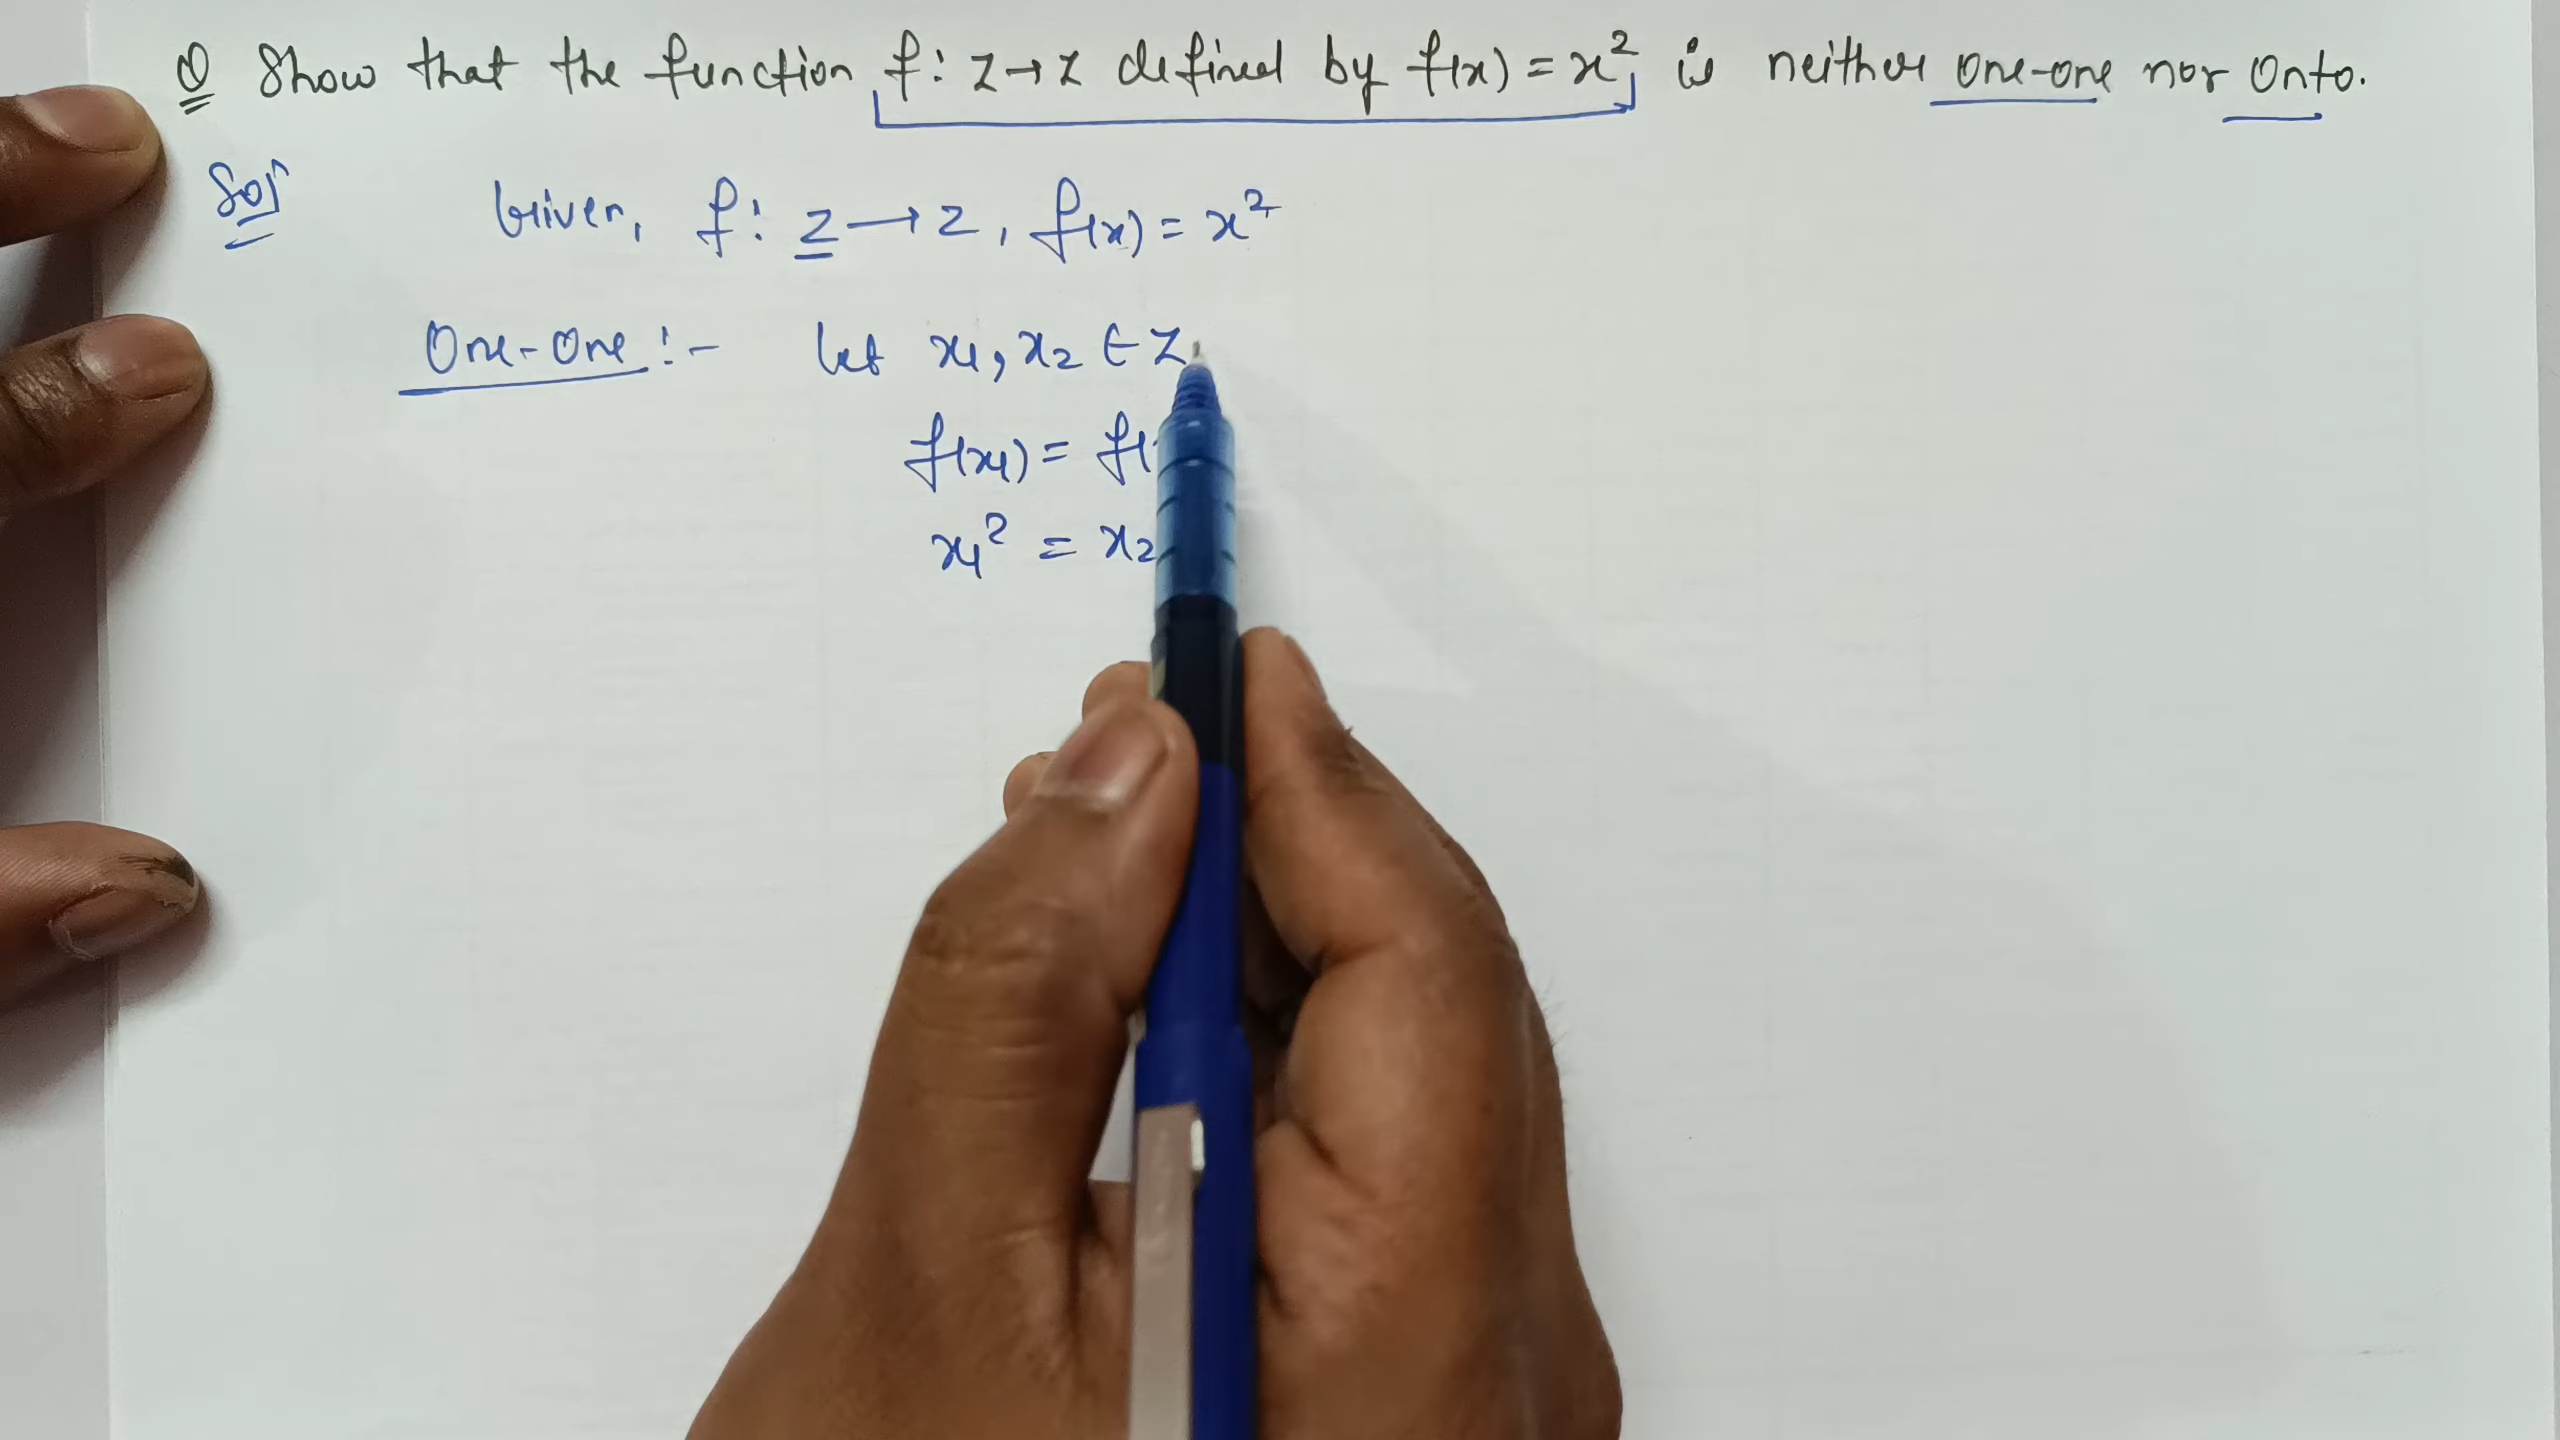 Q Show that the function f: Z→Z defined by f(x) = x² is neither one-one nor onto.
Solⁿ Given, f: Z→Z, f(x) = x²
One-One :- let x₁, x₂ ∈ Z,
f(x₁) = f(
x₁² = x₂